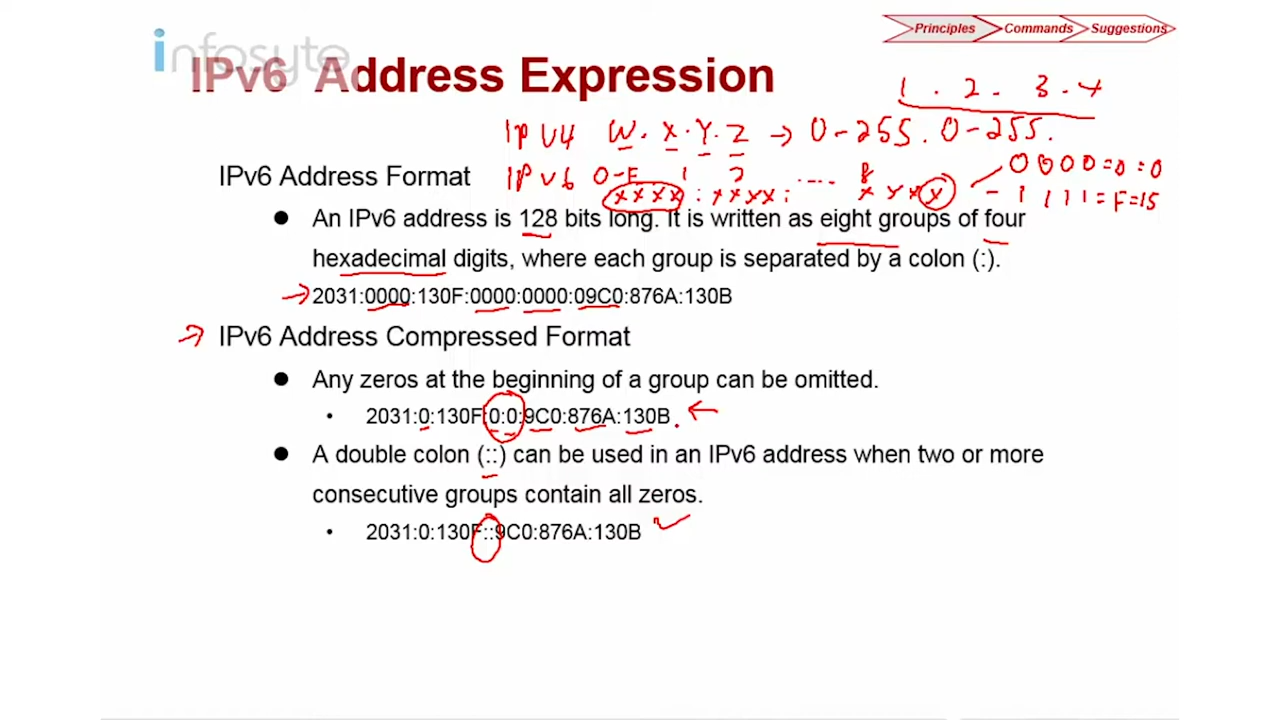 Principles Commands Suggestions
infosyte
IPv6 Address Expression
1 . 2 . 3 . 4
IPv4 W. X. Y. Z → 0-255. 0-255.
IPv6 Address Format
IPv6 0-F 1 2 .... 8
0000=0=0
xxxx : xxxx: xxxx
- 1111=F=15
● An IPv6 address is 128 bits long. It is written as eight groups of four
hexadecimal digits, where each group is separated by a colon (:).
→ 2031:0000:130F:0000:0000:09C0:876A:130B
→ IPv6 Address Compressed Format
● Any zeros at the beginning of a group can be omitted.
• 2031:0:130F:0:0:9C0:876A:130B. ←
● A double colon (::) can be used in an IPv6 address when two or more
consecutive groups contain all zeros.
• 2031:0:130F::9C0:876A:130B ✓